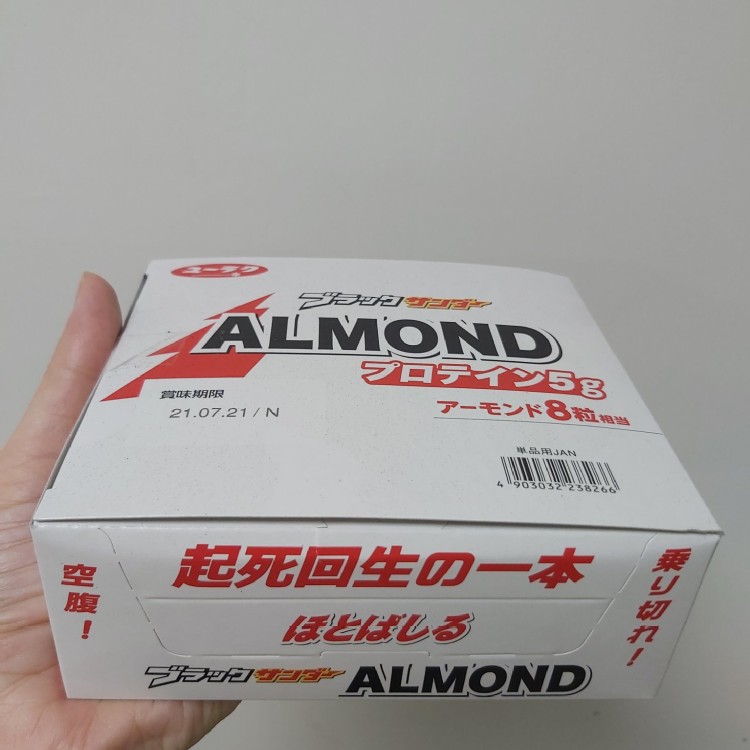 ユーラク
ブラックサンダー
ALMOND
プロテイン5g
アーモンド8粒相当
賞味期限
21.07.21/N
単品用JAN
4 903032 238266
空腹!
起死回生の一本
ほとばしる
乗り切れ!
ブラックサンダー ALMOND